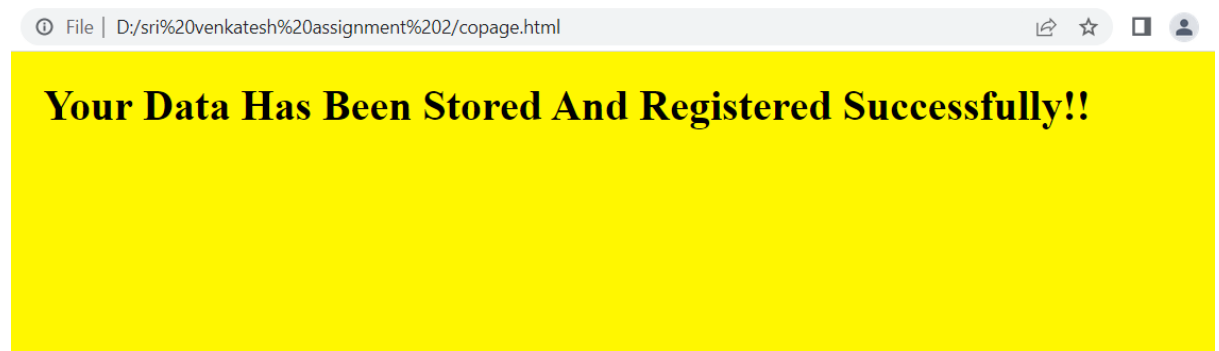 File | D:/sri%20venkatesh%20assignment%202/copage.html
Your Data Has Been Stored And Registered Successfully!!